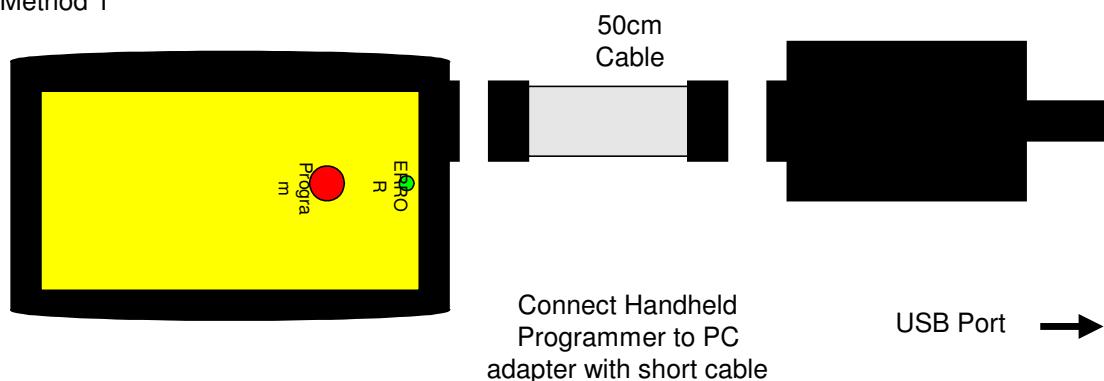 Method 1
50cm
Cable
Progra
m
ERRO
R
Connect Handheld
Programmer to PC
adapter with short cable
USB Port